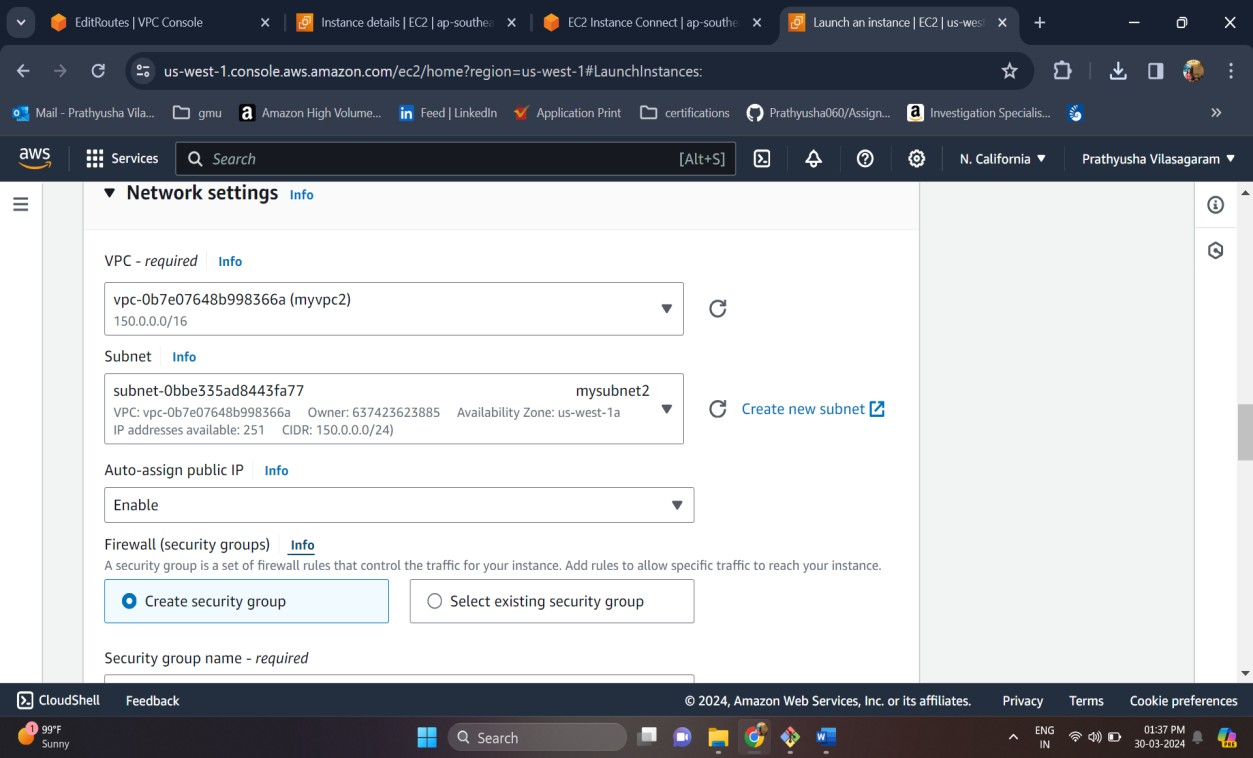 EditRoutes | VPC Console
Instance details | EC2 | ap-southea
EC2 Instance Connect | ap-southe
Launch an instance | EC2 | us-wes
us-west-1.console.aws.amazon.com/ec2/home?region=us-west-1#LaunchInstances:
Mail - Prathyusha Vila...
gmu
Amazon High Volume...
Feed | LinkedIn
Application Print
certifications
Prathyusha060/Assign...
Investigation Specialis...
aws
Services
Search
[Alt+S]
N. California
Prathyusha Vilasagaram
Network settings Info
VPC - required Info
vpc-0b7e07648b998366a (myvpc2)
150.0.0.0/16
Subnet Info
subnet-0bbe335ad8443fa77 mysubnet2
VPC: vpc-0b7e07648b998366a Owner: 637423623885 Availability Zone: us-west-1a
IP addresses available: 251 CIDR: 150.0.0.0/24)
Create new subnet
Auto-assign public IP Info
Enable
Firewall (security groups) Info
A security group is a set of firewall rules that control the traffic for your instance. Add rules to allow specific traffic to reach your instance.
Create security group
Select existing security group
Security group name - required
CloudShell Feedback © 2024, Amazon Web Services, Inc. or its affiliates. Privacy Terms Cookie preferences
1
99°F
Sunny
Search
ENG
IN
01:37 PM
30-03-2024